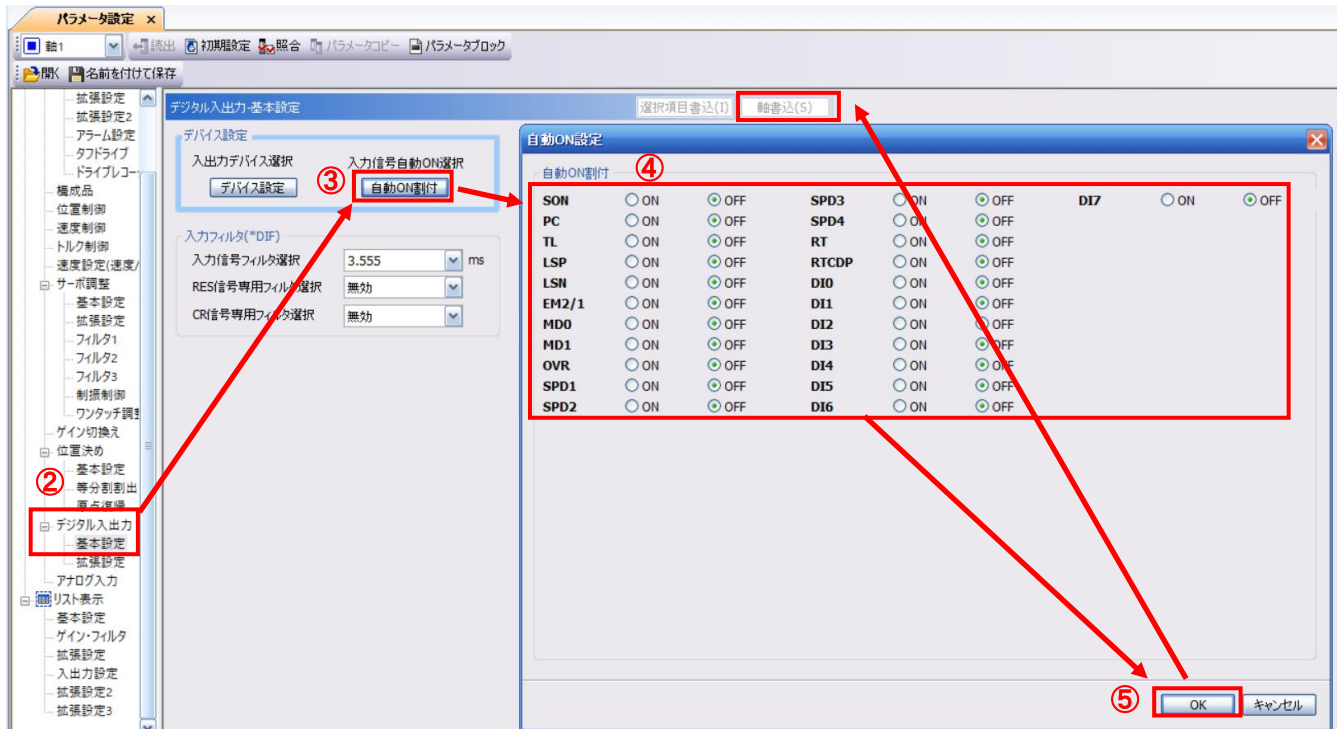 パラメータ設定 ×
軸1 読出 初期設定 照合 パラメータコピー パラメータブロック
開く 名前を付けて保存
拡張設定
拡張設定2
アラーム設定
タフドライブ
ドライブレコー
構成品
位置制御
速度制御
トルク制御
速度設定(速度/
サーボ調整
基本設定
拡張設定
フィルタ1
フィルタ2
フィルタ3
制振制御
ワンタッチ調整
ゲイン切換え
位置決め
② 基本設定
等分割割出
原点復帰
デジタル入出力
基本設定
拡張設定
アナログ入力
リスト表示
基本設定
ゲイン・フィルタ
拡張設定
入出力設定
拡張設定2
拡張設定3
デジタル入出力-基本設定 選択項目書込(I) 軸書込(S)
デバイス設定
入出力デバイス選択 入力信号自動ON選択
デバイス設定 ③ 自動ON割付
入力フィルタ(*DIF)
入力信号フィルタ選択 3.555 ms
RES信号専用フィルタ選択 無効
CR信号専用フィルタ選択 無効
自動ON設定
自動ON割付 ④
SON ON OFF SPD3 ON OFF DI7 ON OFF
PC ON OFF SPD4 ON OFF
TL ON OFF RT ON OFF
LSP ON OFF RTCDP ON OFF
LSN ON OFF DI0 ON OFF
EM2/1 ON OFF DI1 ON OFF
MD0 ON OFF DI2 ON OFF
MD1 ON OFF DI3 ON OFF
OVR ON OFF DI4 ON OFF
SPD1 ON OFF DI5 ON OFF
SPD2 ON OFF DI6 ON OFF
⑤ OK キャンセル